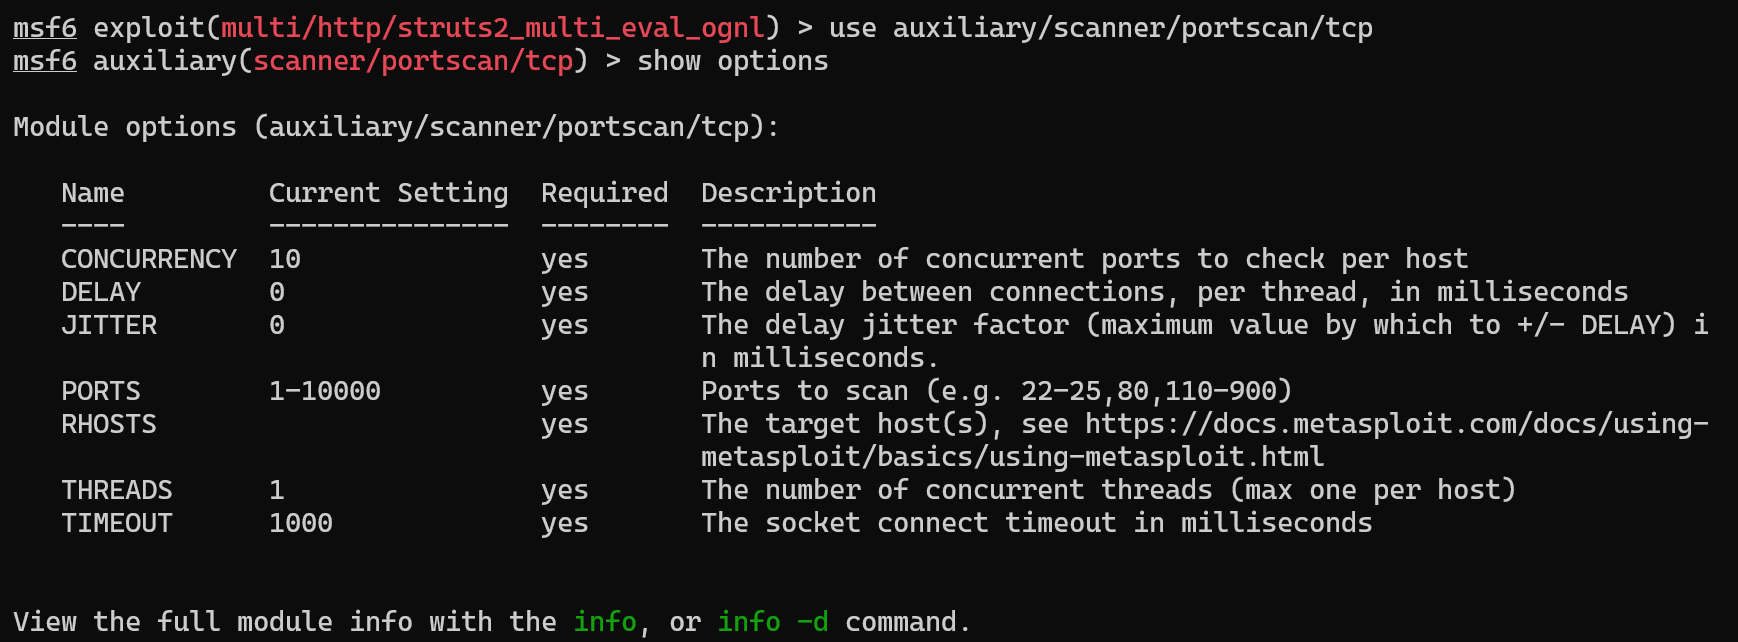 msf6 exploit(multi/http/struts2_multi_eval_ognl) > use auxiliary/scanner/portscan/tcp
msf6 auxiliary(scanner/portscan/tcp) > show options

Module options (auxiliary/scanner/portscan/tcp):

   Name         Current Setting  Required  Description
   ----         ---------------  --------  -----------
   CONCURRENCY  10               yes       The number of concurrent ports to check per host
   DELAY        0                yes       The delay between connections, per thread, in milliseconds
   JITTER       0                yes       The delay jitter factor (maximum value by which to +/- DELAY) i
                                           n milliseconds.
   PORTS        1-10000          yes       Ports to scan (e.g. 22-25,80,110-900)
   RHOSTS                        yes       The target host(s), see https://docs.metasploit.com/docs/using-
                                           metasploit/basics/using-metasploit.html
   THREADS      1                yes       The number of concurrent threads (max one per host)
   TIMEOUT      1000             yes       The socket connect timeout in milliseconds


View the full module info with the info, or info -d command.